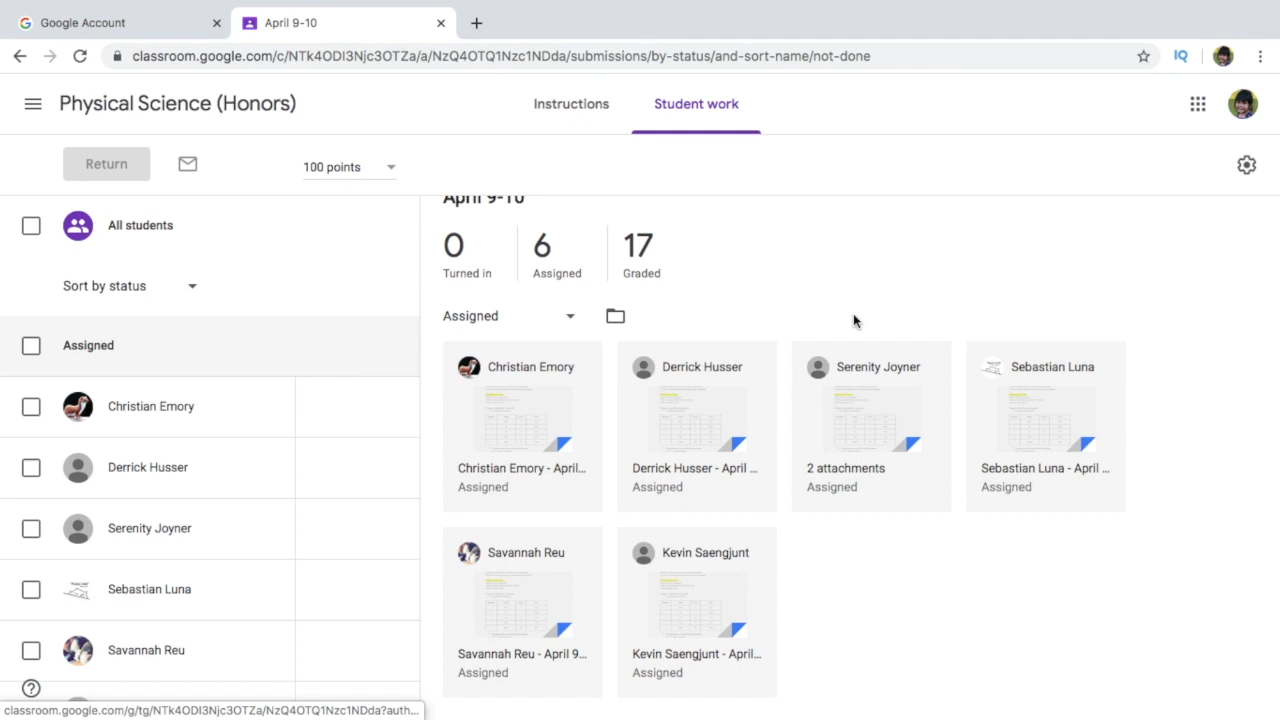 Google Account
April 9-10
classroom.google.com/c/NTk4ODI3Njc3OTZa/a/NzQ4OTQ1Nzc1NDda/submissions/by-status/and-sort-name/not-done
IQ
Physical Science (Honors)
Instructions
Student work
Return
100 points
All students
Sort by status
Assigned
Christian Emory
Derrick Husser
Serenity Joyner
Sebastian Luna
Savannah Reu
April 9-10
0
6
17
Turned in
Assigned
Graded
Assigned
Christian Emory
Derrick Husser
Serenity Joyner
Sebastian Luna
Christian Emory - April...
Derrick Husser - April ...
2 attachments
Sebastian Luna - April ...
Assigned
Assigned
Assigned
Assigned
Savannah Reu
Kevin Saengjunt
Savannah Reu - April 9...
Kevin Saengjunt - April...
Assigned
Assigned
classroom.google.com/g/tg/NTk4ODI3Njc3OTZa/NzQ4OTQ1Nzc1NDda?auth...